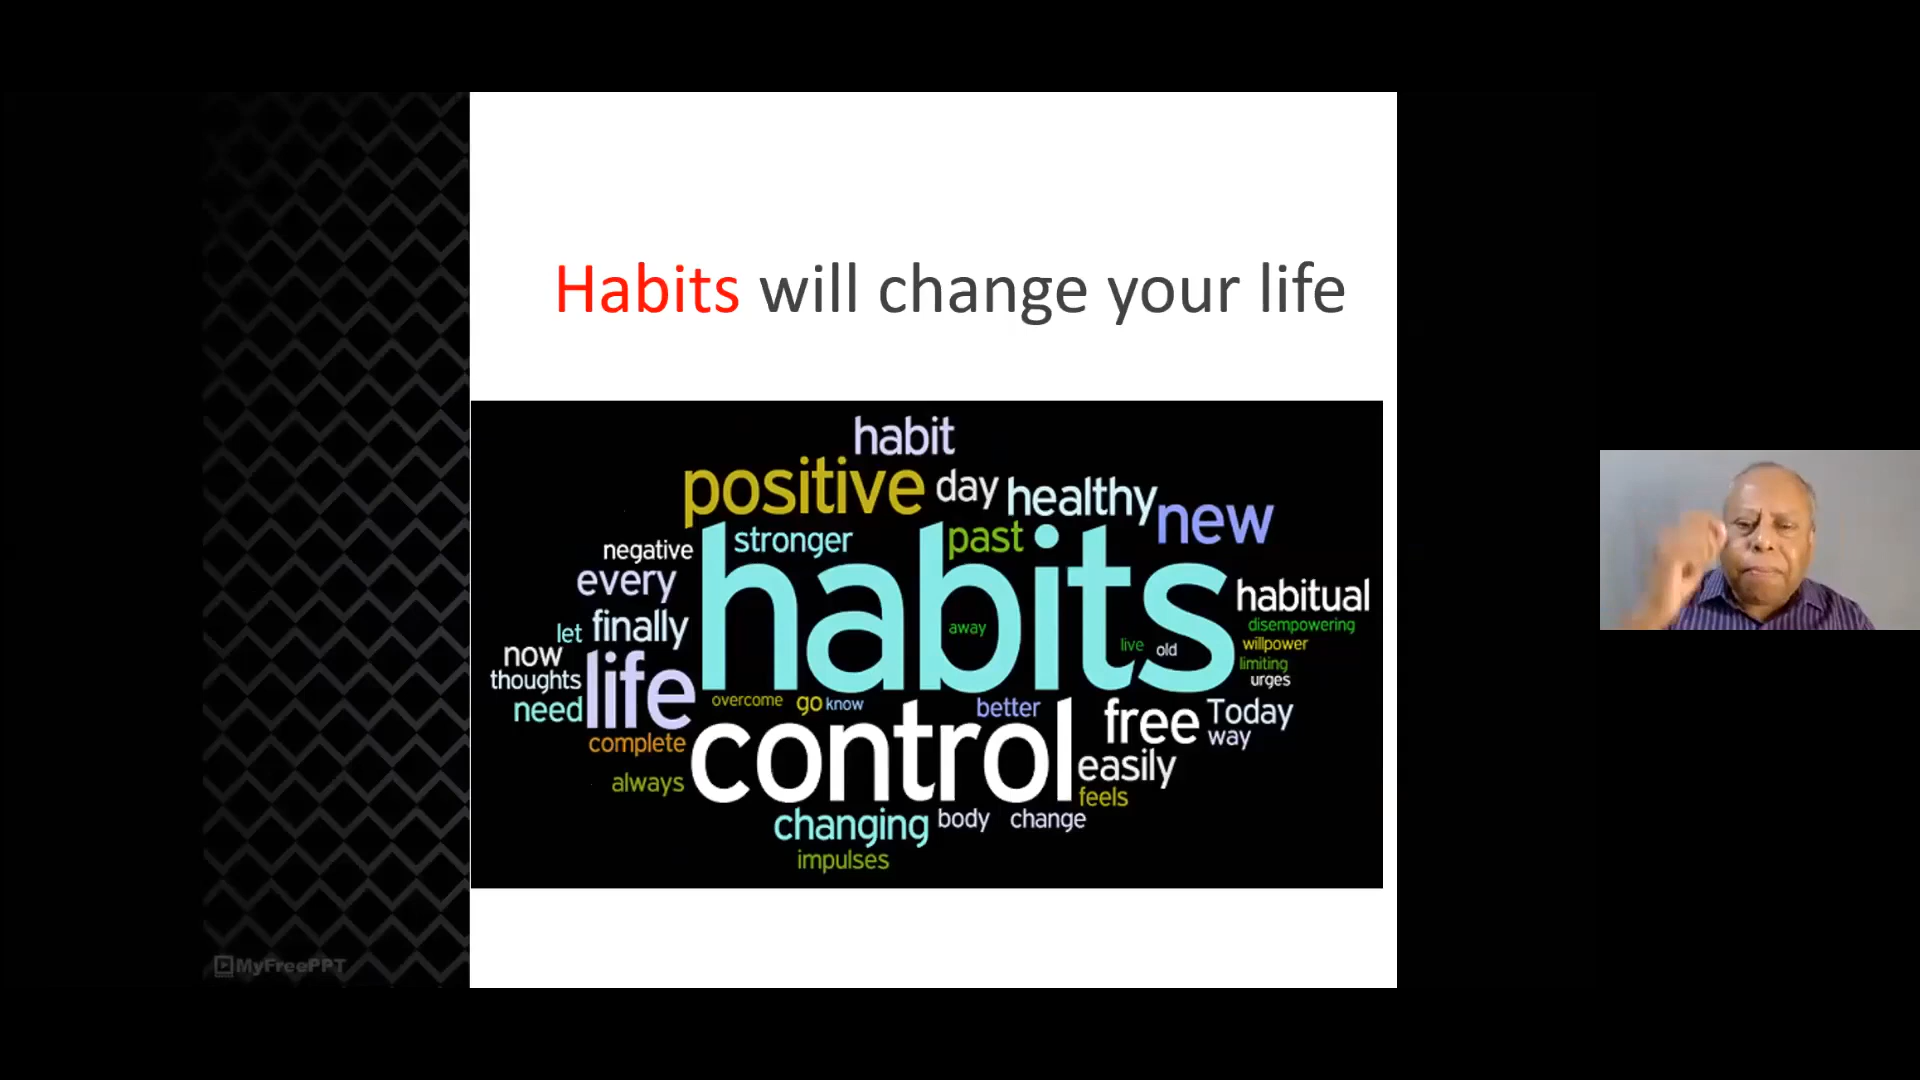 Habits will change your life
habit
positive day healthy new
stronger past
negative
every
habits
habitual
disempowering
let finally
away
live old
willpower
limiting
urges
now
thoughts
life
need
overcome go know
better
free Today
way
complete
control
easily
always
feels
changing body change
impulses
MyFreePPT